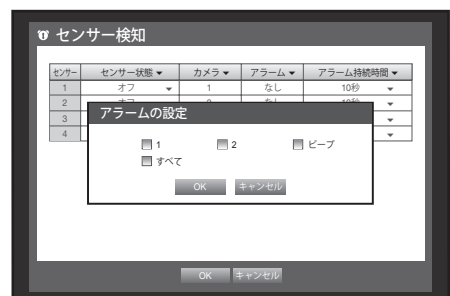 センサー検知
センサー センサー状態 カメラ アラーム アラーム持続時間
1 オフ 1 なし 10秒
2
3
4
アラームの設定
1 2 ビープ
すべて
OK キャンセル
OK キャンセル